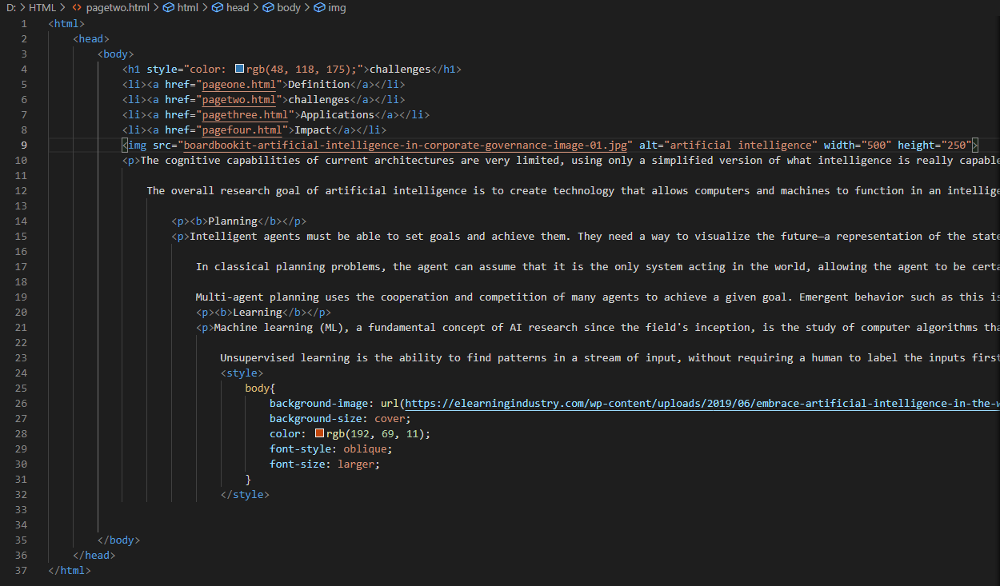 D: > HTML > <> pagetwo.html > html > head > body > img
1 <html>
2 <head>
3 <body>
4 <h1 style="color: rgb(48, 118, 175);">challenges</h1>
5 <li><a href="pageone.html">Definition</a></li>
6 <li><a href="pagetwo.html">challenges</a></li>
7 <li><a href="pagethree.html">Applications</a></li>
8 <li><a href="pagefour.html">Impact</a></li>
9 <img src="boardbookit-artificial-intelligence-in-corporate-governance-image-01.jpg" alt="artificial intelligence" width="500" height="250">
10 <p>The cognitive capabilities of current architectures are very limited, using only a simplified version of what intelligence is really capable
11
12 The overall research goal of artificial intelligence is to create technology that allows computers and machines to function in an intellige
13
14 <p><b>Planning</b></p>
15 <p>Intelligent agents must be able to set goals and achieve them. They need a way to visualize the future—a representation of the state
16
17 In classical planning problems, the agent can assume that it is the only system acting in the world, allowing the agent to be certa
18
19 Multi-agent planning uses the cooperation and competition of many agents to achieve a given goal. Emergent behavior such as this is
20 <p><b>Learning</b></p>
21 <p>Machine learning (ML), a fundamental concept of AI research since the field's inception, is the study of computer algorithms tha
22
23 Unsupervised learning is the ability to find patterns in a stream of input, without requiring a human to label the inputs first
24 <style>
25 body{
26 background-image: url(https://elearningindustry.com/wp-content/uploads/2019/06/embrace-artificial-intelligence-in-the-w
27 background-size: cover;
28 color: rgb(192, 69, 11);
29 font-style: oblique;
30 font-size: larger;
31 }
32 </style>
33
34
35 </body>
36 </head>
37 </html>